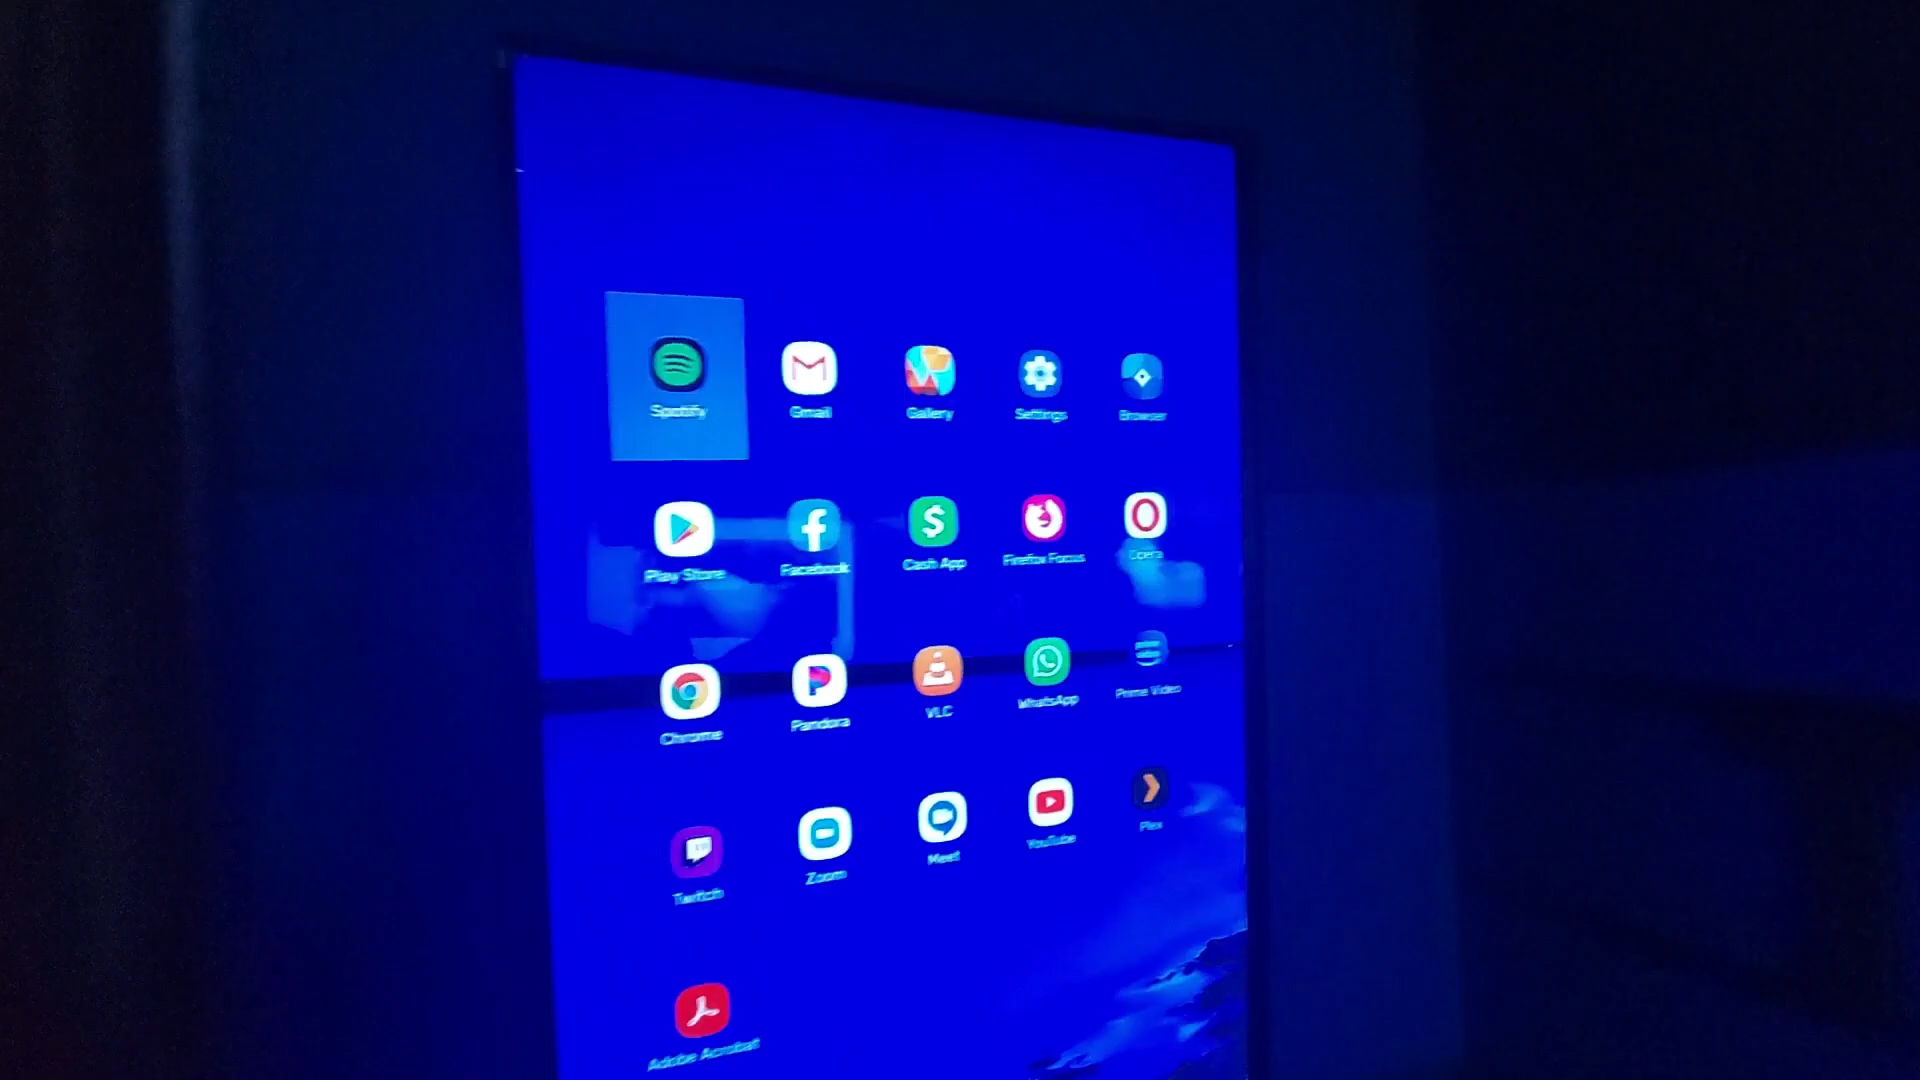 Spotify Gmail Gallery Settings Browser
Play Store Facebook Cash App Firefox Focus Opera
Chrome Pandora VLC WhatsApp Prime Video
Twitch Zoom Meet YouTube Plex
Adobe Acrobat